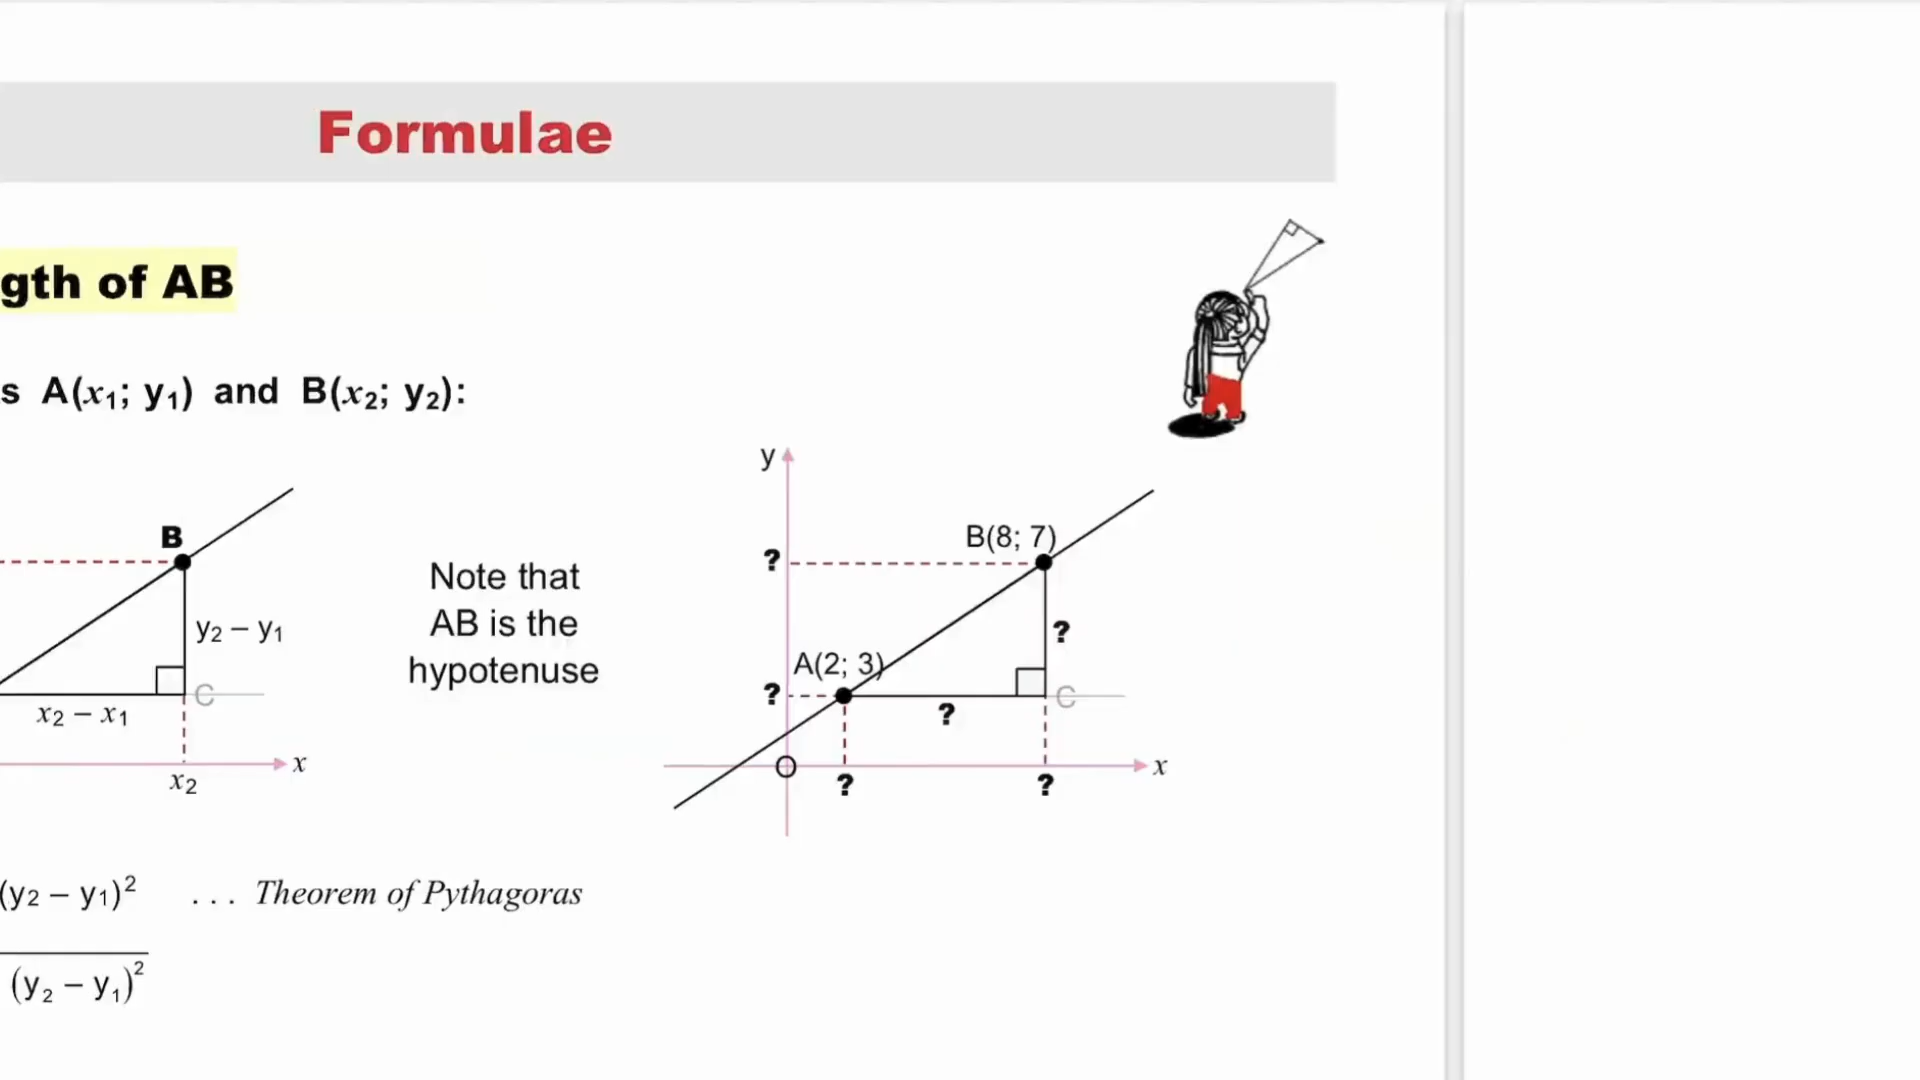 Formulae
gth of AB
s A(x₁; y₁) and B(x₂; y₂):
B
y₂ – y₁
C
x₂ – x₁
x
x₂
Note that
AB is the
hypotenuse
y
B(8; 7)
?
?
A(2; 3)
?
C
?
O
x
?
?
(y₂ – y₁)² ... Theorem of Pythagoras
(y₂ – y₁)²